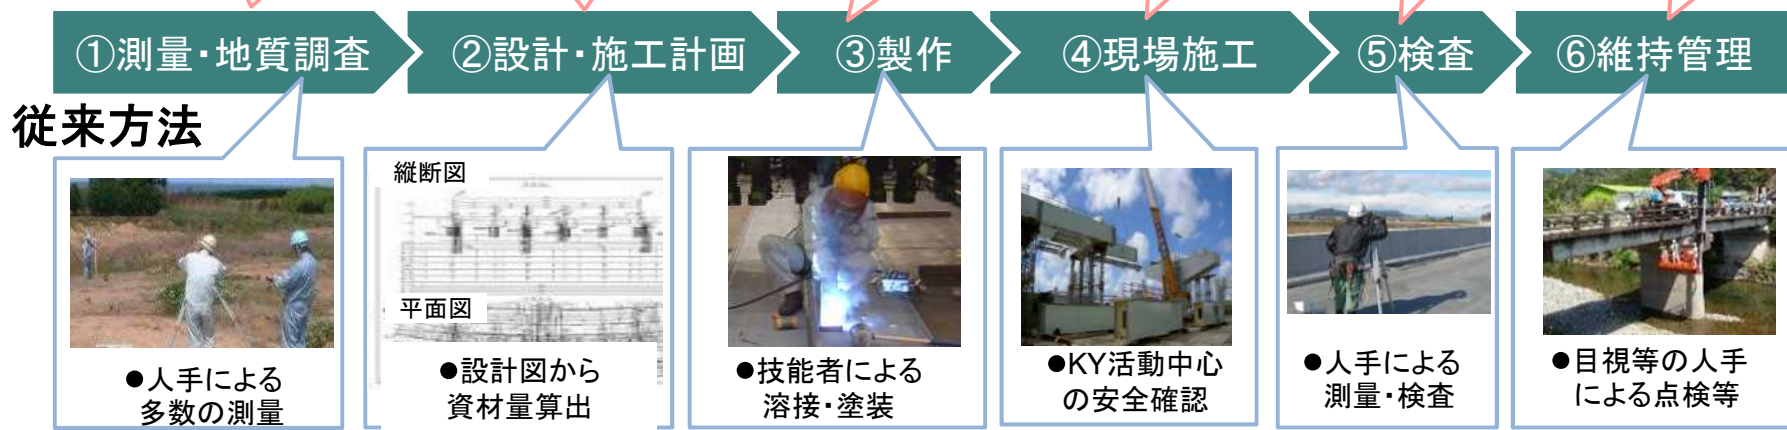 ①測量・地質調査
②設計・施工計画
③製作
④現場施工
⑤検査
⑥維持管理
従来方法
●人手による
多数の測量
縦断図
平面図
●設計図から
資材量算出
●技能者による
溶接・塗装
●KY活動中心
の安全確認
●人手による
測量・検査
●目視等の人手
による点検等